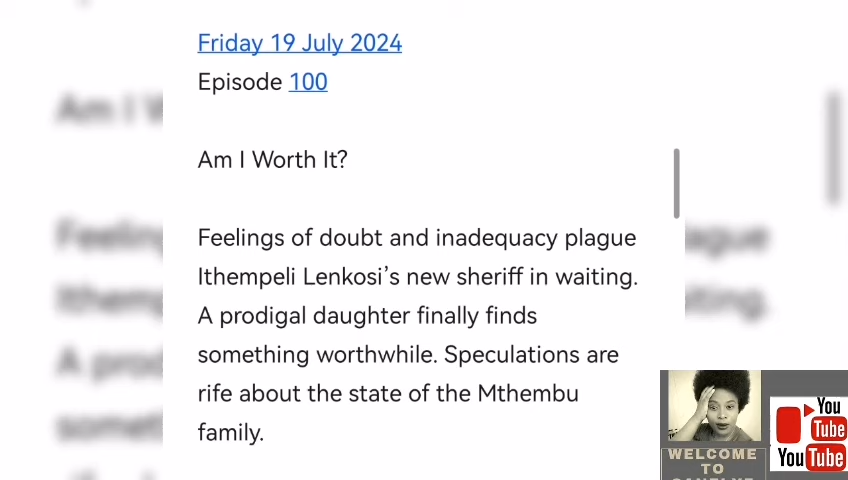 Friday 19 July 2024
Episode 100
Am I Worth It?
Feelings of doubt and inadequacy plague
Ithempeli Lenkosi’s new sheriff in waiting.
A prodigal daughter finally finds
something worthwhile. Speculations are
rife about the state of the Mthembu
family.
You
Tube
You Tube
WELCOME
TO